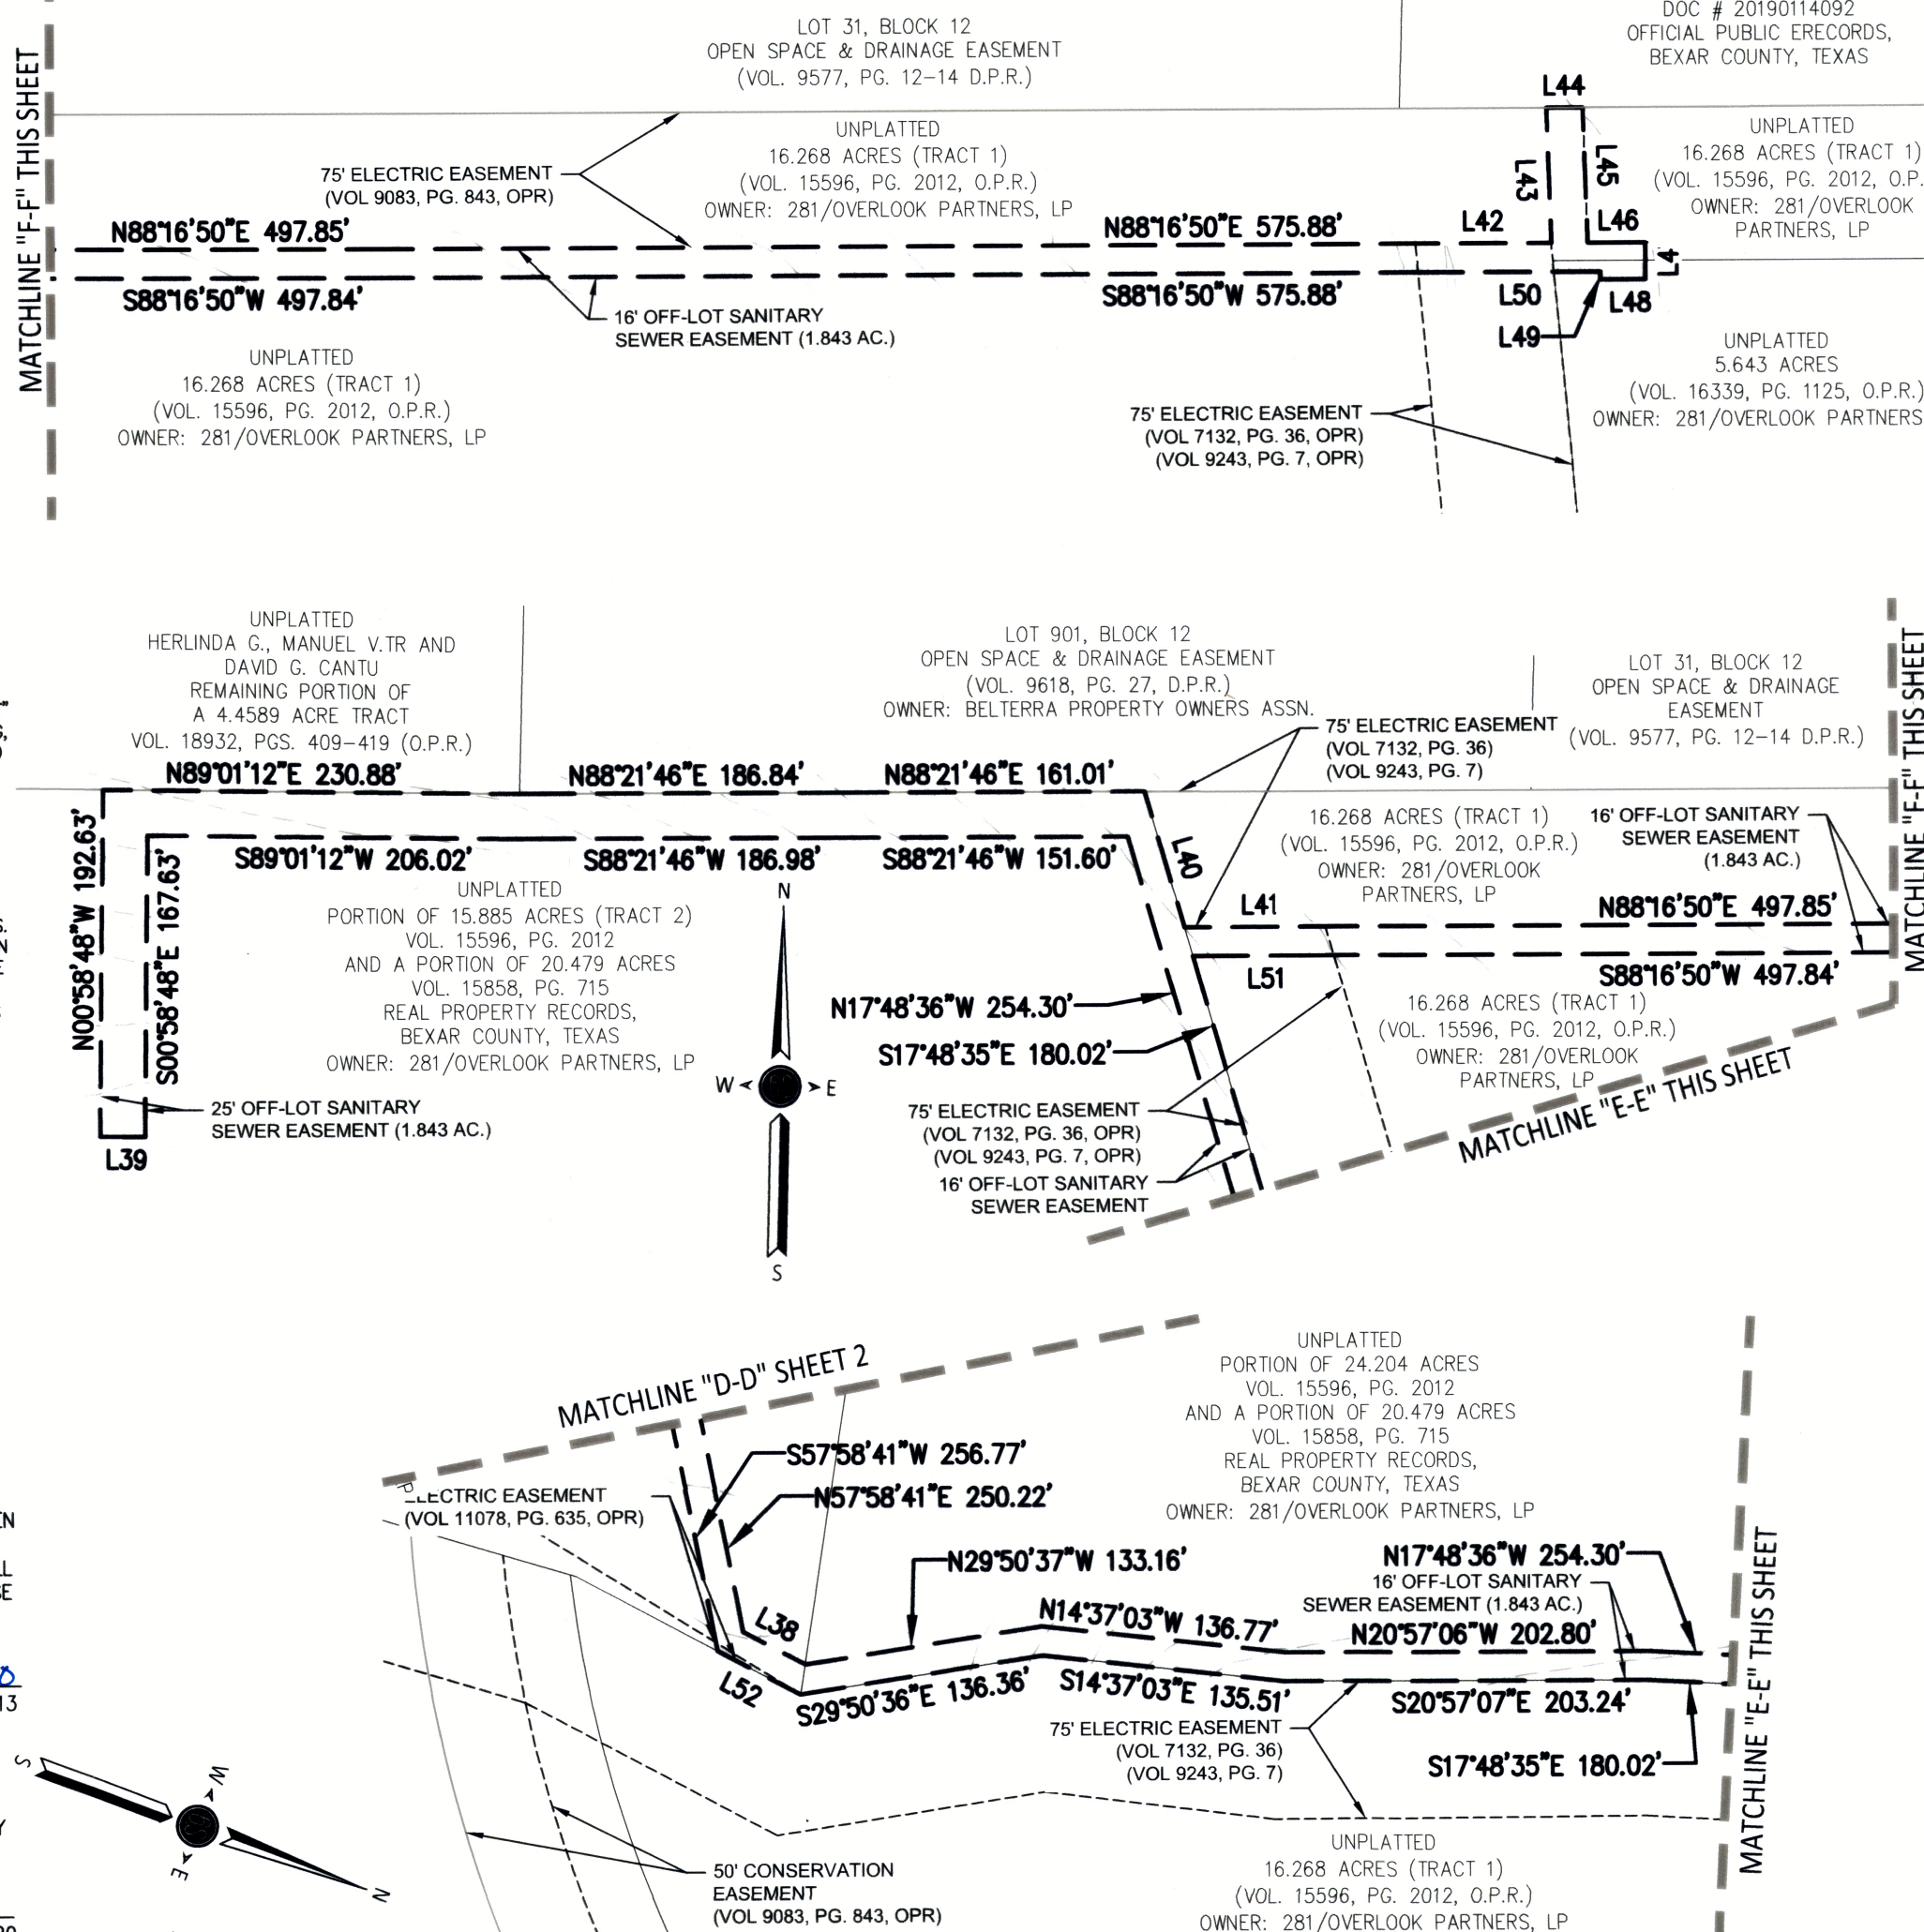 LOT 31, BLOCK 12
OPEN SPACE & DRAINAGE EASEMENT
(VOL. 9577, PG. 12-14 D.P.R.)
DOC # 20190114092
OFFICIAL PUBLIC ERECORDS,
BEXAR COUNTY, TEXAS
MATCHLINE "F-F" THIS SHEET
UNPLATTED
16.268 ACRES (TRACT 1)
(VOL. 15596, PG. 2012, O.P.R.)
OWNER: 281/OVERLOOK PARTNERS, LP
75' ELECTRIC EASEMENT
(VOL 9083, PG. 843, OPR)
L44
L43
L45
UNPLATTED
16.268 ACRES (TRACT 1)
(VOL. 15596, PG. 2012, O.P.
OWNER: 281/OVERLOOK
PARTNERS, LP
N88°16'50"E 497.85'
N88°16'50"E 575.88'
L42
L46
L4
S88°16'50"W 497.84'
S88°16'50"W 575.88'
L50
L48
L49
16' OFF-LOT SANITARY
SEWER EASEMENT (1.843 AC.)
UNPLATTED
16.268 ACRES (TRACT 1)
(VOL. 15596, PG. 2012, O.P.R.)
OWNER: 281/OVERLOOK PARTNERS, LP
UNPLATTED
5.643 ACRES
(VOL. 16339, PG. 1125, O.P.R.)
OWNER: 281/OVERLOOK PARTNERS
75' ELECTRIC EASEMENT
(VOL 7132, PG. 36, OPR)
(VOL 9243, PG. 7, OPR)
UNPLATTED
HERLINDA G., MANUEL V.TR AND
DAVID G. CANTU
REMAINING PORTION OF
A 4.4589 ACRE TRACT
VOL. 18932, PGS. 409-419 (O.P.R.)
LOT 901, BLOCK 12
OPEN SPACE & DRAINAGE EASEMENT
(VOL. 9618, PG. 27, D.P.R.)
OWNER: BELTERRA PROPERTY OWNERS ASSN.
LOT 31, BLOCK 12
OPEN SPACE & DRAINAGE
EASEMENT
(VOL. 9577, PG. 12-14 D.P.R.)
MATCHLINE "F-F" THIS SHEET
75' ELECTRIC EASEMENT
(VOL 7132, PG. 36)
(VOL 9243, PG. 7)
N89°01'12"E 230.88'
N88°21'46"E 186.84'
N88°21'46"E 161.01'
S89°01'12"W 206.02'
S88°21'46"W 186.98'
S88°21'46"W 151.60'
L40
16.268 ACRES (TRACT 1)
(VOL. 15596, PG. 2012, O.P.R.)
OWNER: 281/OVERLOOK
PARTNERS, LP
16' OFF-LOT SANITARY
SEWER EASEMENT
(1.843 AC.)
N00°58'48"W 192.63'
S00°58'48"E 167.63'
UNPLATTED
PORTION OF 15.885 ACRES (TRACT 2)
VOL. 15596, PG. 2012
AND A PORTION OF 20.479 ACRES
VOL. 15858, PG. 715
REAL PROPERTY RECORDS,
BEXAR COUNTY, TEXAS
OWNER: 281/OVERLOOK PARTNERS, LP
N
W
E
S
L41
N88°16'50"E 497.85'
L51
S88°16'50"W 497.84'
N17°48'36"W 254.30'
S17°48'35"E 180.02'
16.268 ACRES (TRACT 1)
(VOL. 15596, PG. 2012, O.P.R.)
OWNER: 281/OVERLOOK
PARTNERS, LP
MATCHLINE "E-E" THIS SHEET
25' OFF-LOT SANITARY
SEWER EASEMENT (1.843 AC.)
L39
75' ELECTRIC EASEMENT
(VOL 7132, PG. 36, OPR)
(VOL 9243, PG. 7, OPR)
16' OFF-LOT SANITARY
SEWER EASEMENT
MATCHLINE "D-D" SHEET 2
UNPLATTED
PORTION OF 24.204 ACRES
VOL. 15596, PG. 2012
AND A PORTION OF 20.479 ACRES
VOL. 15858, PG. 715
REAL PROPERTY RECORDS,
BEXAR COUNTY, TEXAS
OWNER: 281/OVERLOOK PARTNERS, LP
S57°58'41"W 256.77'
N57°58'41"E 250.22'
ELECTRIC EASEMENT
(VOL 11078, PG. 635, OPR)
N29°50'37"W 133.16'
N17°48'36"W 254.30'
16' OFF-LOT SANITARY
SEWER EASEMENT (1.843 AC.)
L38
N14°37'03"W 136.77'
N20°57'06"W 202.80'
L52
S29°50'36"E 136.36'
S14°37'03"E 135.51'
S20°57'07"E 203.24'
75' ELECTRIC EASEMENT
(VOL 7132, PG. 36)
(VOL 9243, PG. 7)
S17°48'35"E 180.02'
MATCHLINE "E-E" THIS SHEET
S
W
E
N
50' CONSERVATION
EASEMENT
(VOL 9083, PG. 843, OPR)
UNPLATTED
16.268 ACRES (TRACT 1)
(VOL. 15596, PG. 2012, O.P.R.)
OWNER: 281/OVERLOOK PARTNERS, LP